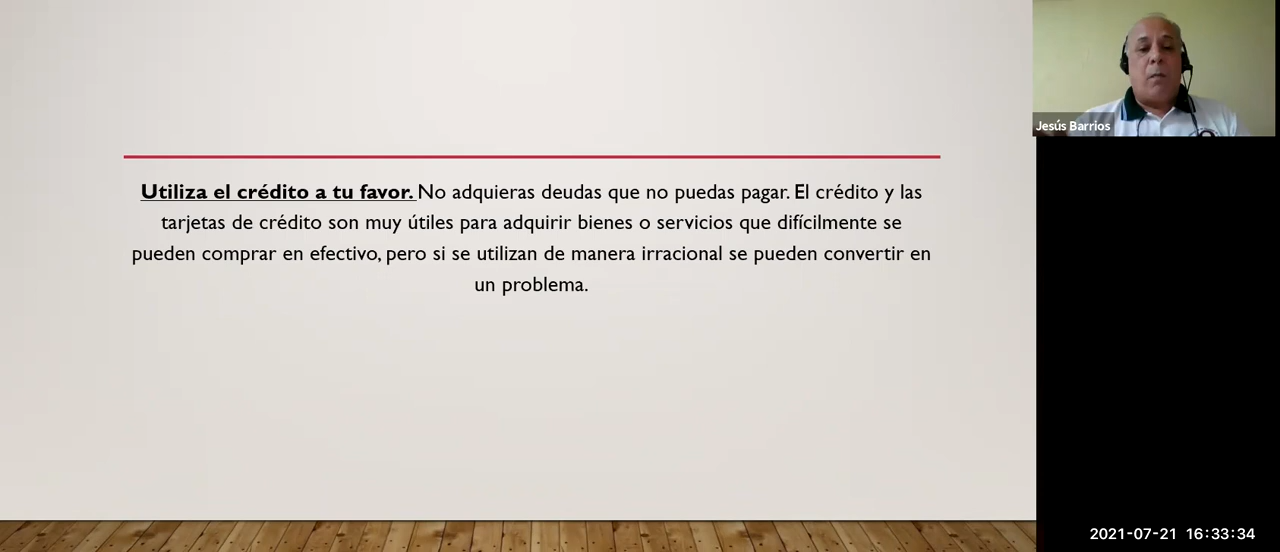 Utiliza el crédito a tu favor. No adquieras deudas que no puedas pagar. El crédito y las
tarjetas de crédito son muy útiles para adquirir bienes o servicios que difícilmente se
pueden comprar en efectivo, pero si se utilizan de manera irracional se pueden convertir en
un problema.
Jesús Barrios
2021-07-21 16:33:34